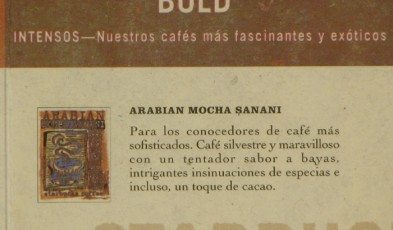 BOLD
INTENSOS—Nuestros cafés más fascinantes y exóticos
ARABIAN MOCHA SANANI
ARABIAN
Para los conocedores de café más
sofisticados. Café silvestre y maravilloso
con un tentador sabor a bayas,
intrigantes insinuaciones de especias e
incluso, un toque de cacao.